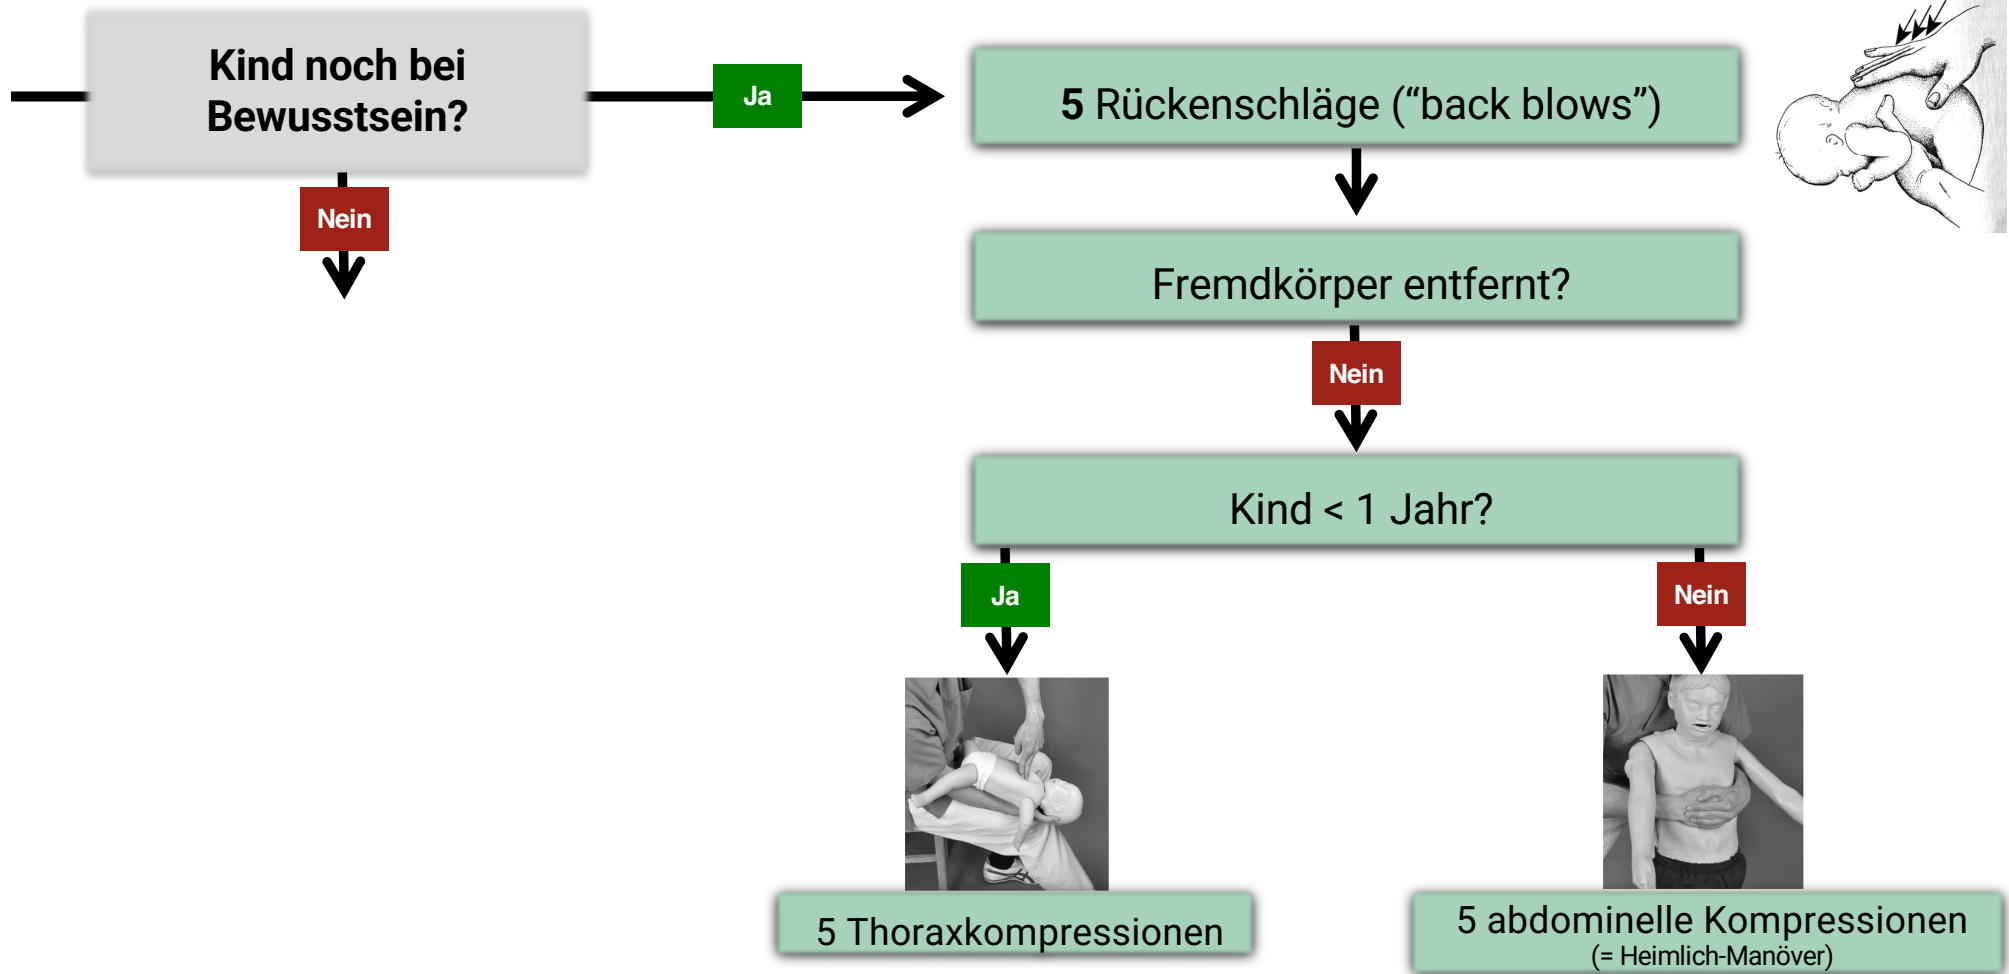 Kind noch bei
Bewusstsein?
Ja
5 Rückenschläge (“back blows”)
Nein
Fremdkörper entfernt?
Nein
Kind < 1 Jahr?
Ja
Nein
5 Thoraxkompressionen
5 abdominelle Kompressionen
(= Heimlich-Manöver)